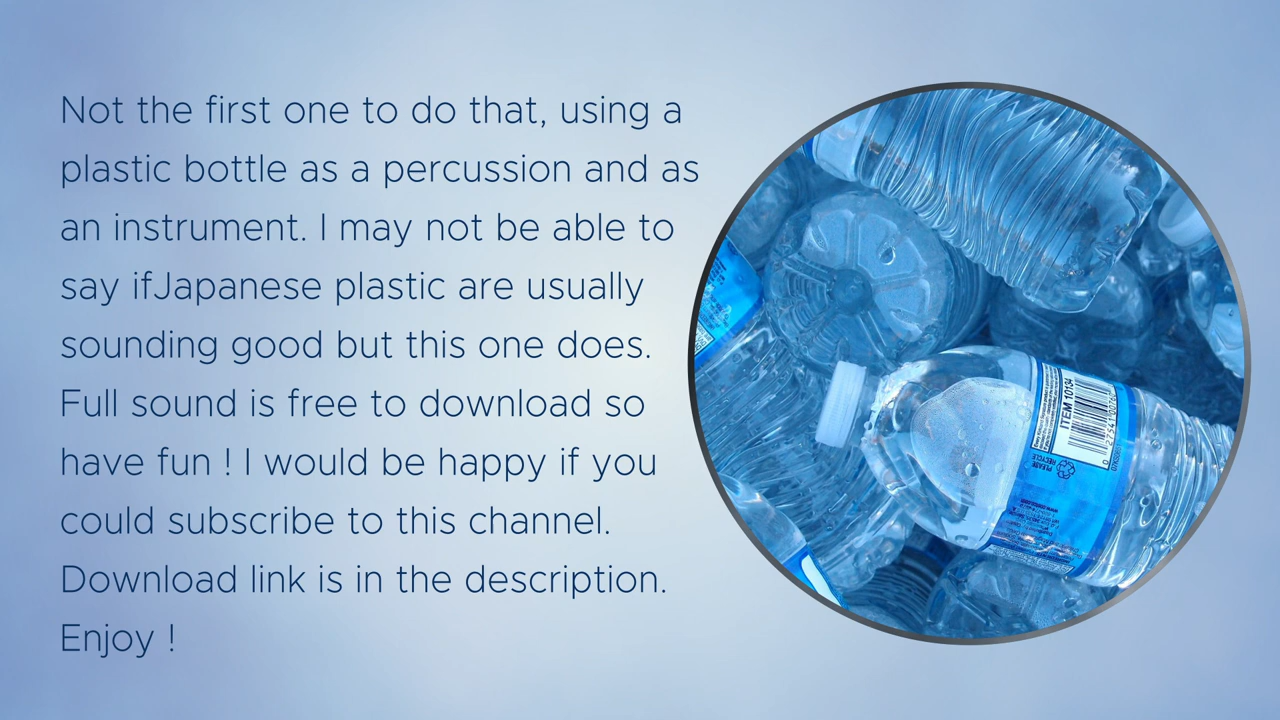 Not the first one to do that, using a
plastic bottle as a percussion and as
an instrument. I may not be able to
say ifJapanese plastic are usually
sounding good but this one does.
Full sound is free to download so
have fun ! I would be happy if you
could subscribe to this channel.
Download link is in the description.
Enjoy !
ITEM 10134
PLEASE
RECYCLE